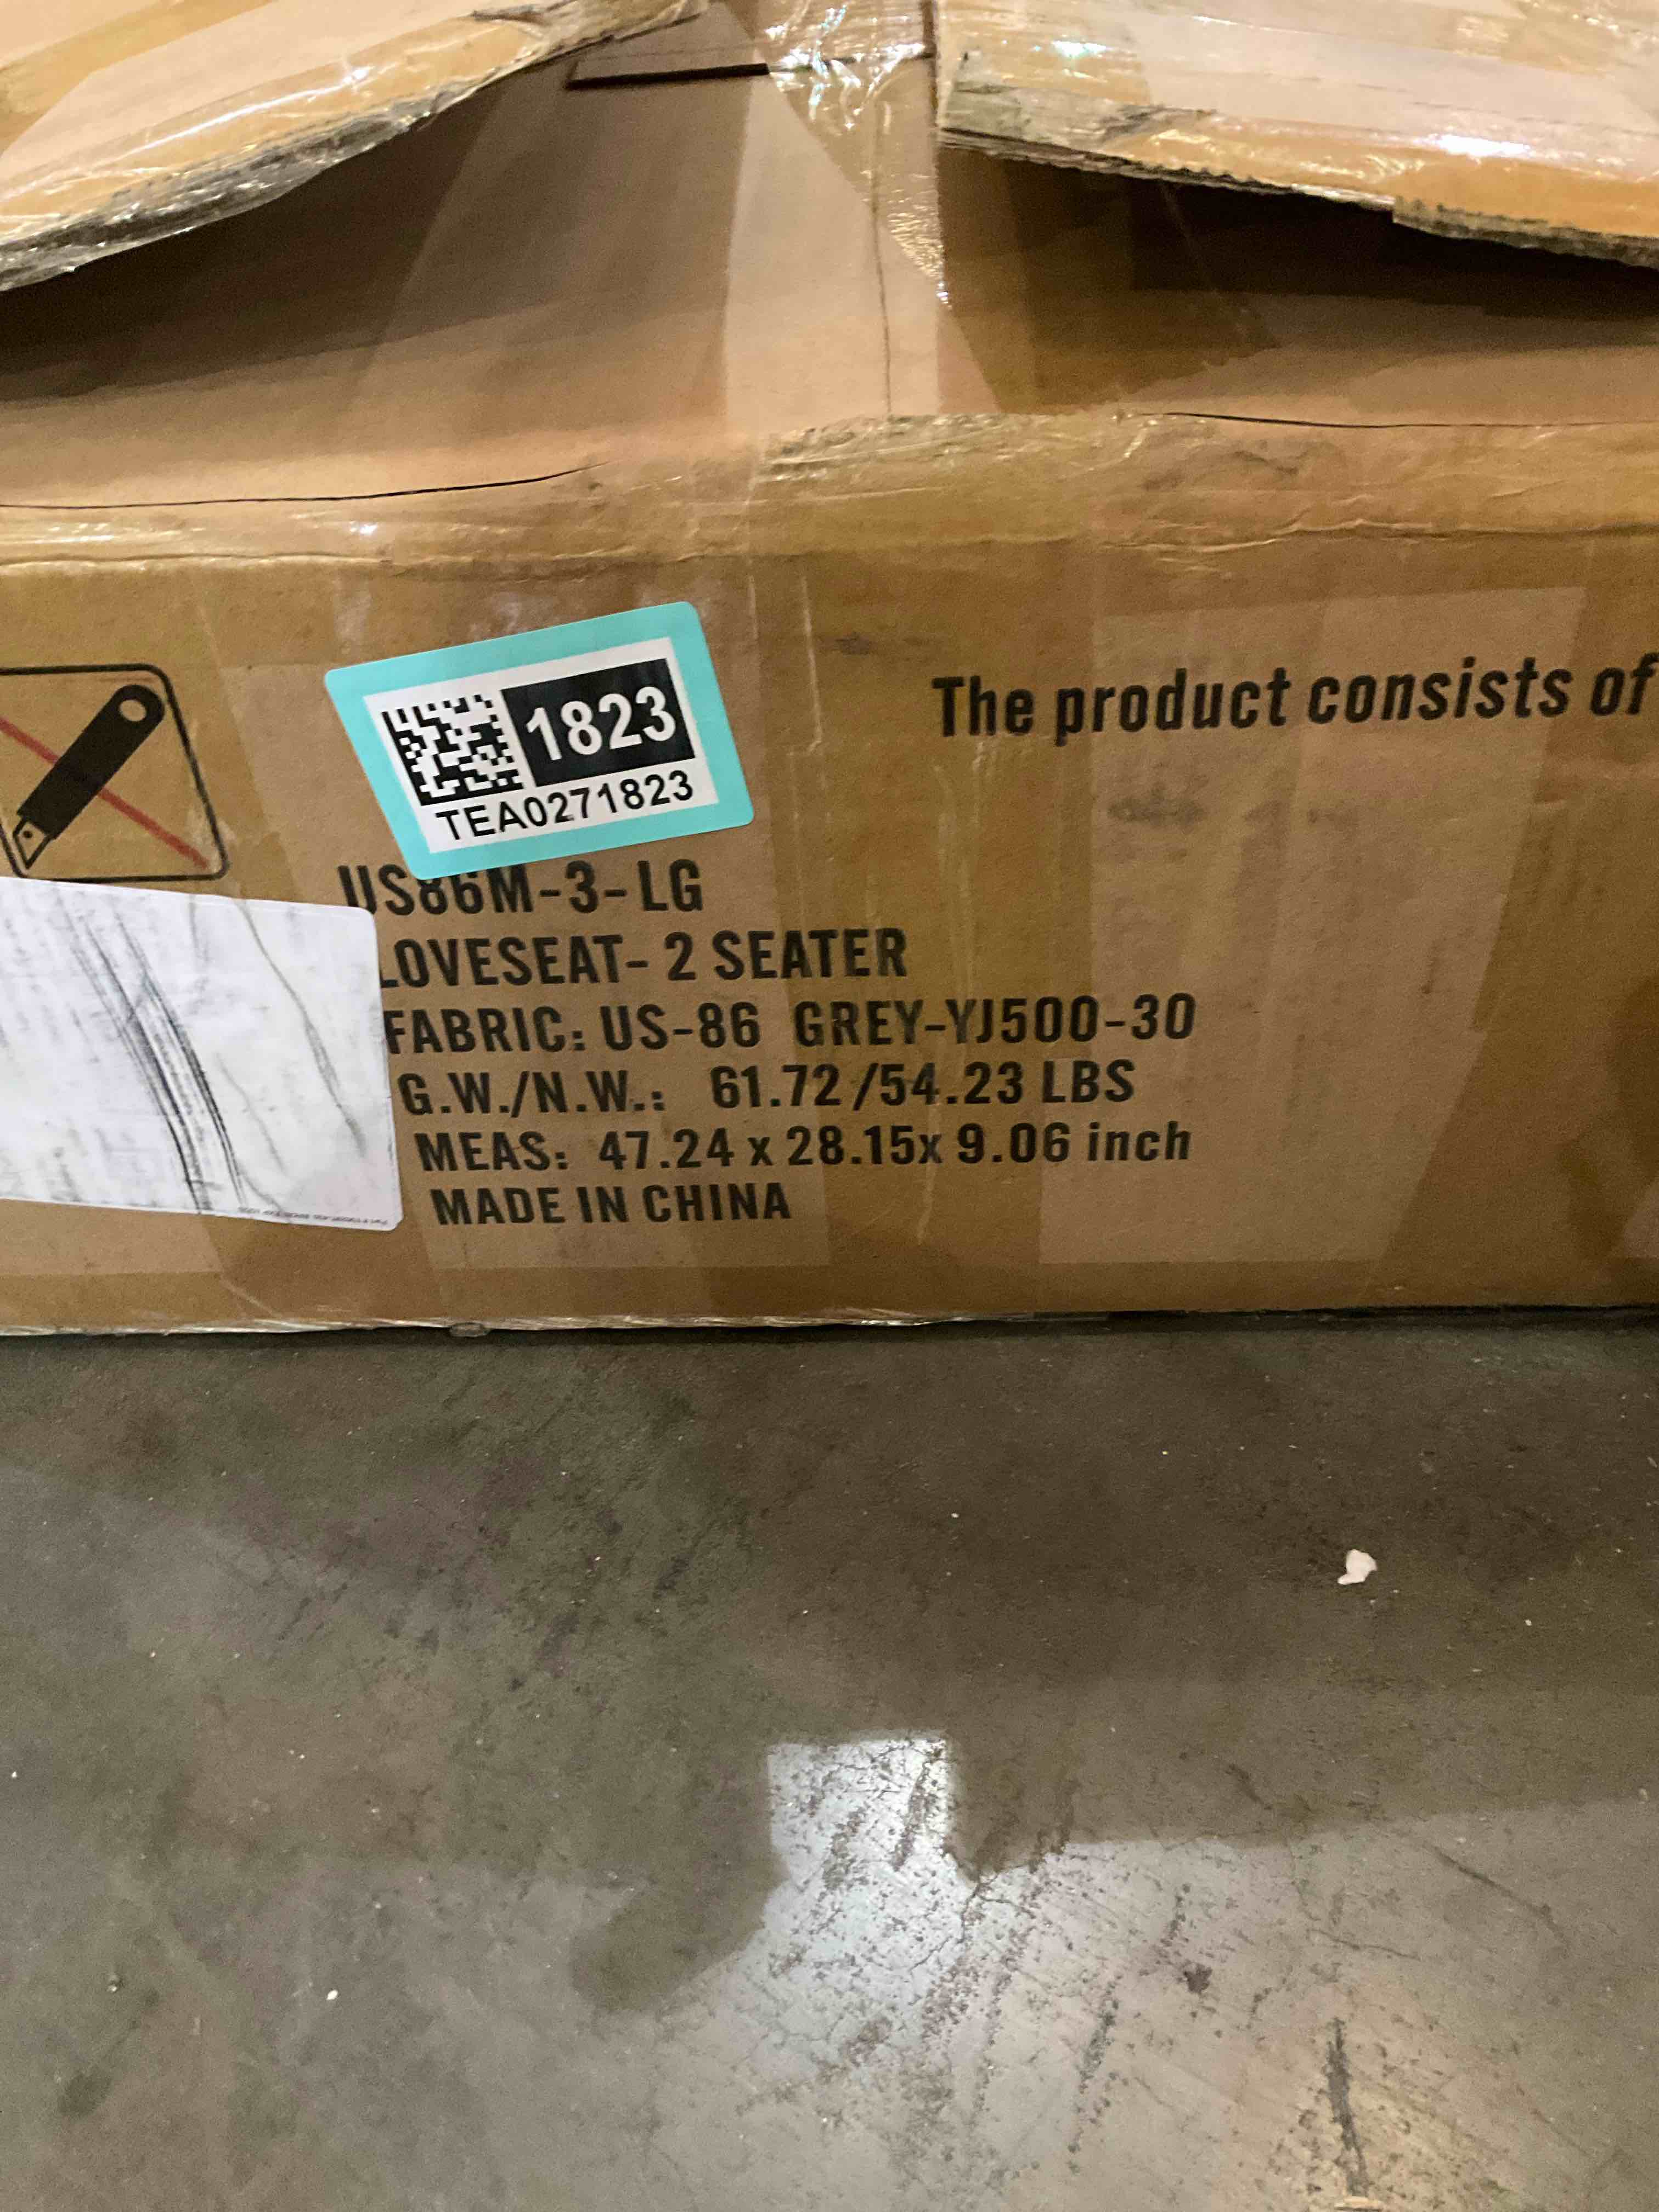 1823
TEA0271823
The product consists of
US86M-3-LG
LOVESEAT- 2 SEATER
FABRIC: US-86 GREY-YJ500-30
G.W./N.W.: 61.72/54.23 LBS
MEAS: 47.24 x 28.15x 9.06 inch
MADE IN CHINA